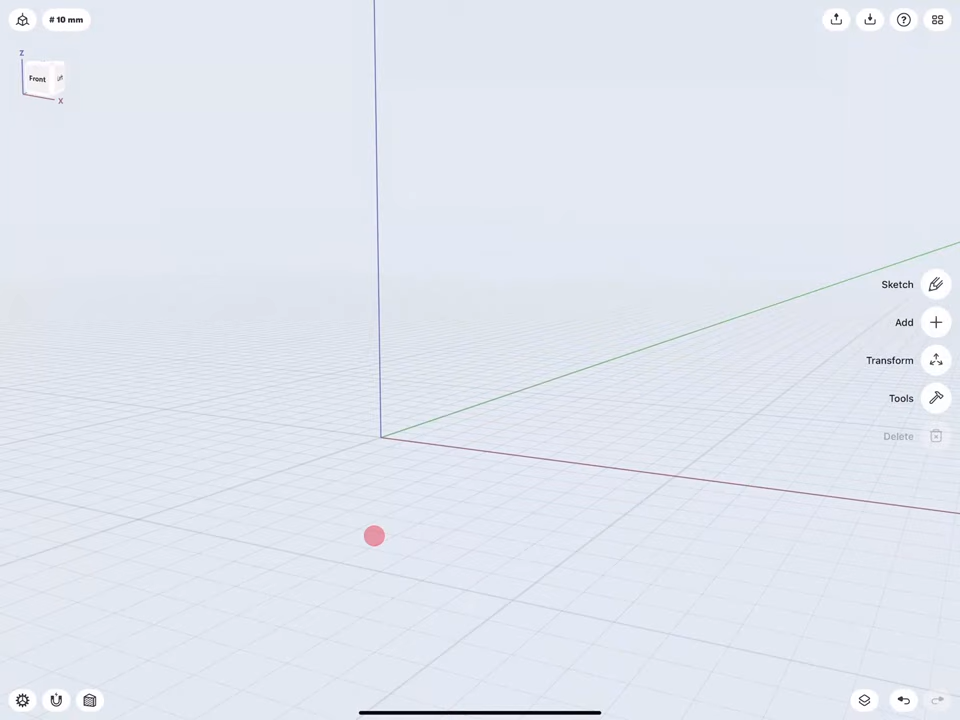 # 10 mm
Z
Front
X
Sketch
Add
Transform
Tools
Delete